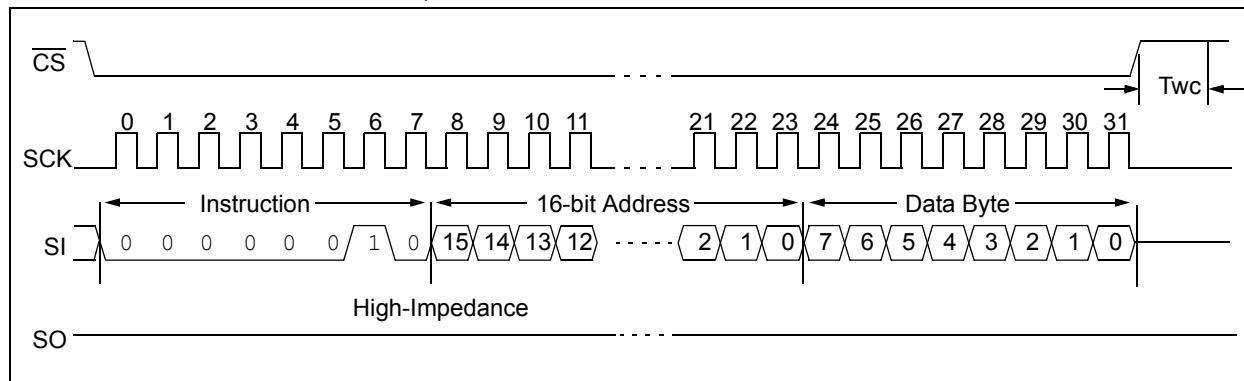 CS
Twc
0 1 2 3 4 5 6 7 8 9 10 11 21 22 23 24 25 26 27 28 29 30 31
SCK
Instruction 16-bit Address Data Byte
SI 0 0 0 0 0 0 1 0 15 14 13 12 2 1 0 7 6 5 4 3 2 1 0
High-Impedance
SO